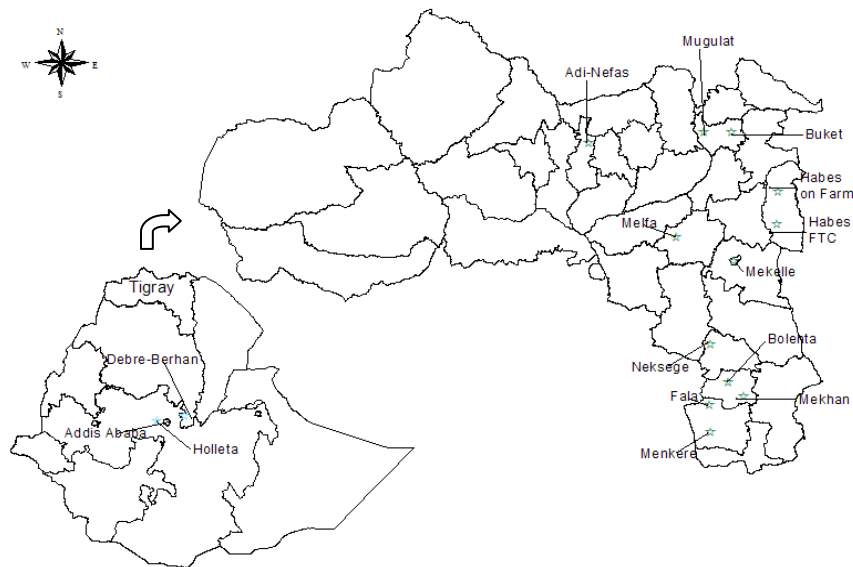 N
W
E
S
Mugulat
Adi-Nefas
Buket
Habes
on Farm
Melfa
Habes
FTC
Mekelle
Tigray
Bolenta
Debre-Berhan
Neksege
Fala
Mekhan
Addis Ababa
Holleta
Menkere